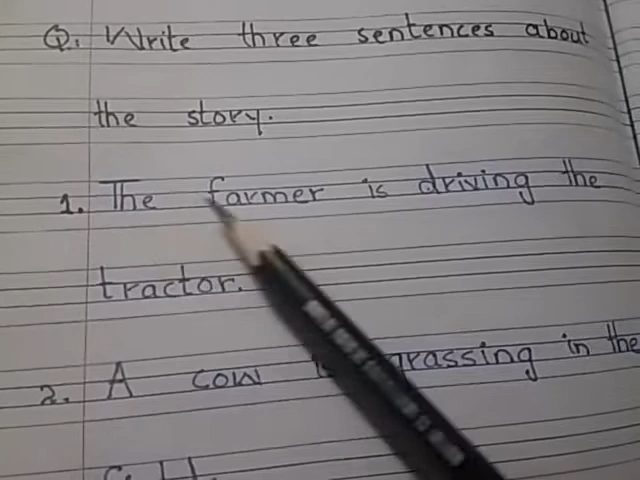 Q. Write three sentences about
the story.
1. The farmer is driving the
tractor.
2. A cow grassing in the